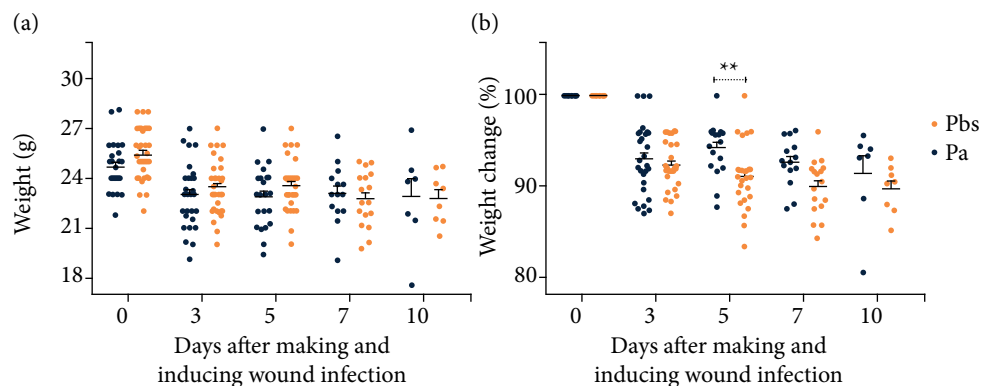 (a)
Weight (g)
30
27
24
21
18
0 3 5 7 10
Days after making and
inducing wound infection
(b)
Weight change (%)
100
90
80
**
0 3 5 7 10
Days after making and
inducing wound infection
Pbs
Pa